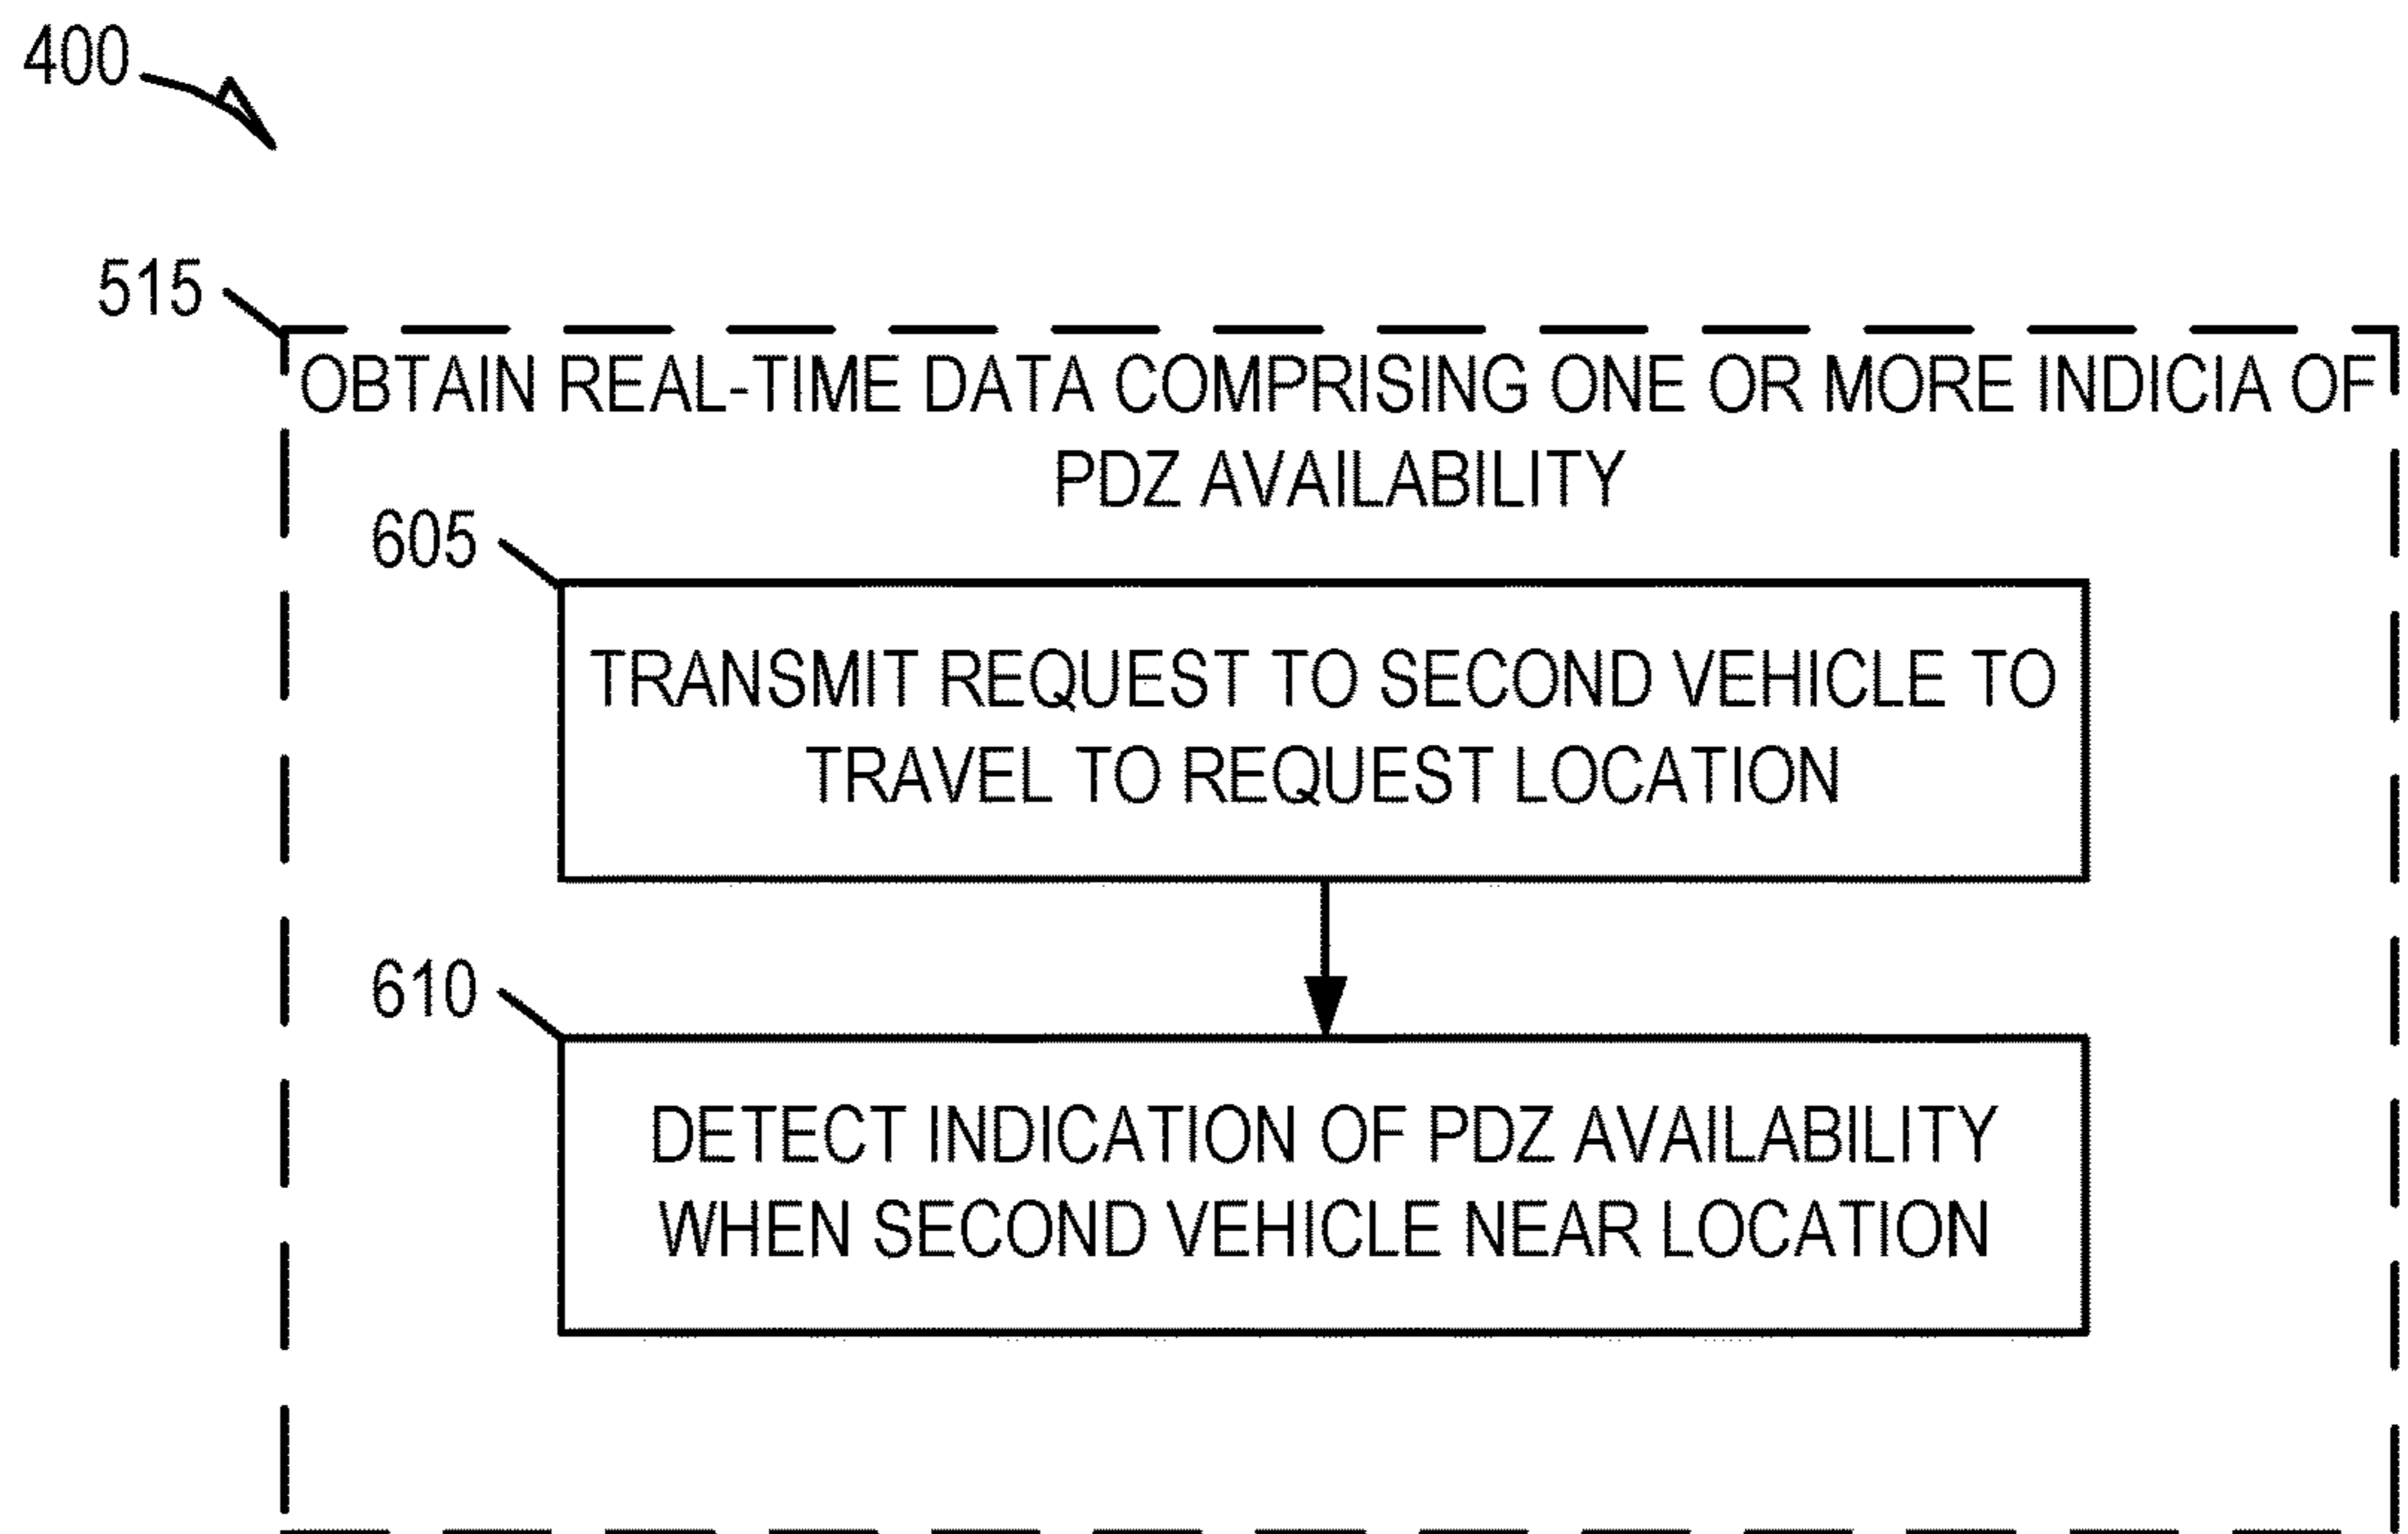 400
515
OBTAIN REAL-TIME DATA COMPRISING ONE OR MORE INDICIA OF
PDZ AVAILABILITY
605
TRANSMIT REQUEST TO SECOND VEHICLE TO
TRAVEL TO REQUEST LOCATION
610
DETECT INDICATION OF PDZ AVAILABILITY
WHEN SECOND VEHICLE NEAR LOCATION